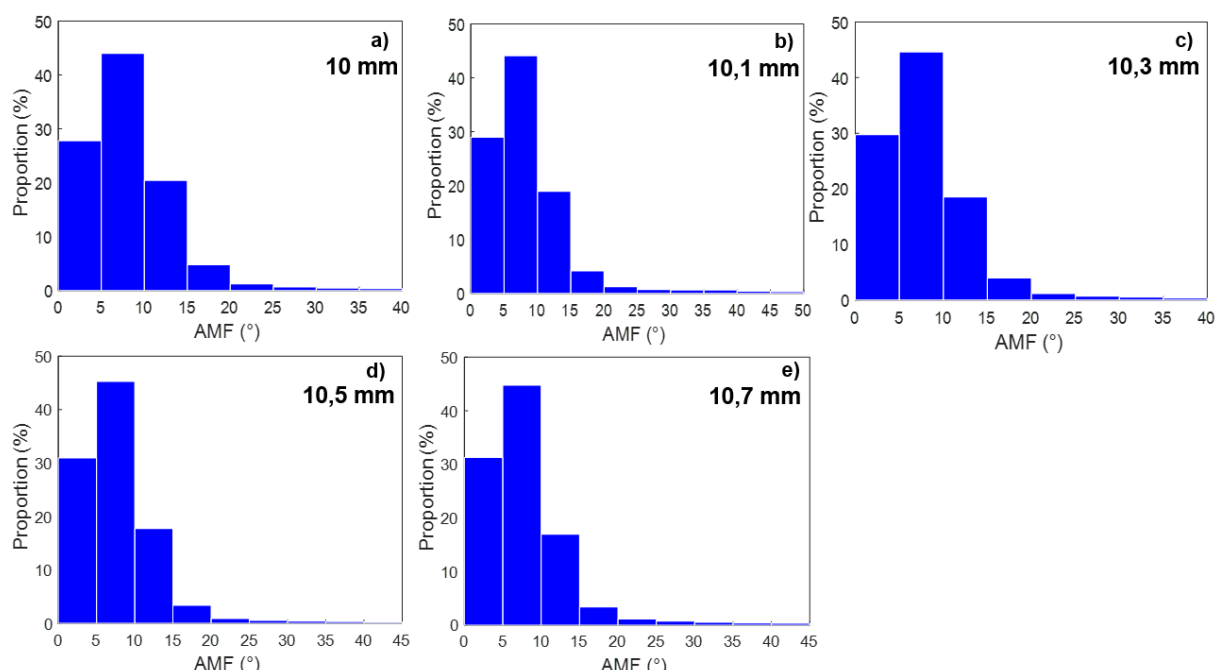 a)
10 mm
Proportion (%)
50
40
30
20
10
0
0 5 10 15 20 25 30 35 40
AMF (°)
b)
10,1 mm
Proportion (%)
50
40
30
20
10
0
0 5 10 15 20 25 30 35 40 45 50
AMF (°)
c)
10,3 mm
Proportion (%)
50
40
30
20
10
0
0 5 10 15 20 25 30 35 40
AMF (°)
d)
10,5 mm
Proportion (%)
50
40
30
20
10
0
0 5 10 15 20 25 30 35 40 45
AMF (°)
e)
10,7 mm
Proportion (%)
50
40
30
20
10
0
0 5 10 15 20 25 30 35 40 45
AMF (°)